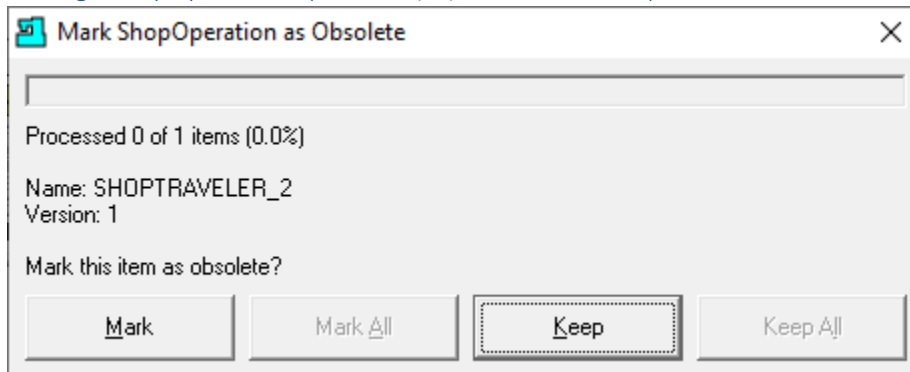 Mark ShopOperation as Obsolete
Processed 0 of 1 items (0.0%)
Name: SHOPTRAVELER_2
Version: 1
Mark this item as obsolete?
Mark
Mark All
Keep
Keep All